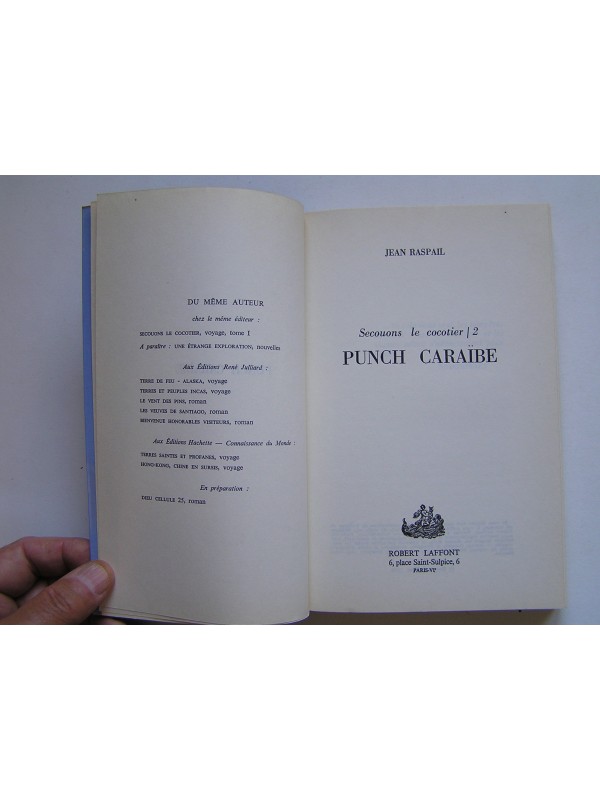 DU MÊME AUTEUR
chez le même éditeur :
SECOUONS LE COCOTIER, voyage, tome I
A paraître : UNE ÉTRANGE EXPLORATION, nouvelles
Aux Éditions René Julliard :
TERRE DE FEU - ALASKA, voyage
TERRES ET PEUPLES INCAS, voyage
LE VENT DES PINS, roman
LES VEUVES DE SANTIAGO, roman
BIENVENUE HONORABLES VISITEURS, roman
Aux Éditions Hachette — Connaissance du Monde :
TERRES SAINTES ET PROFANES, voyage
HONG-KONG, CHINE EN SURSIS, voyage
En préparation :
DIEU CELLULE 25, roman
JEAN RASPAIL
Secouons le cocotier / 2
PUNCH CARAÏBE
ROBERT LAFFONT
6, place Saint-Sulpice, 6
PARIS-VIᵉ